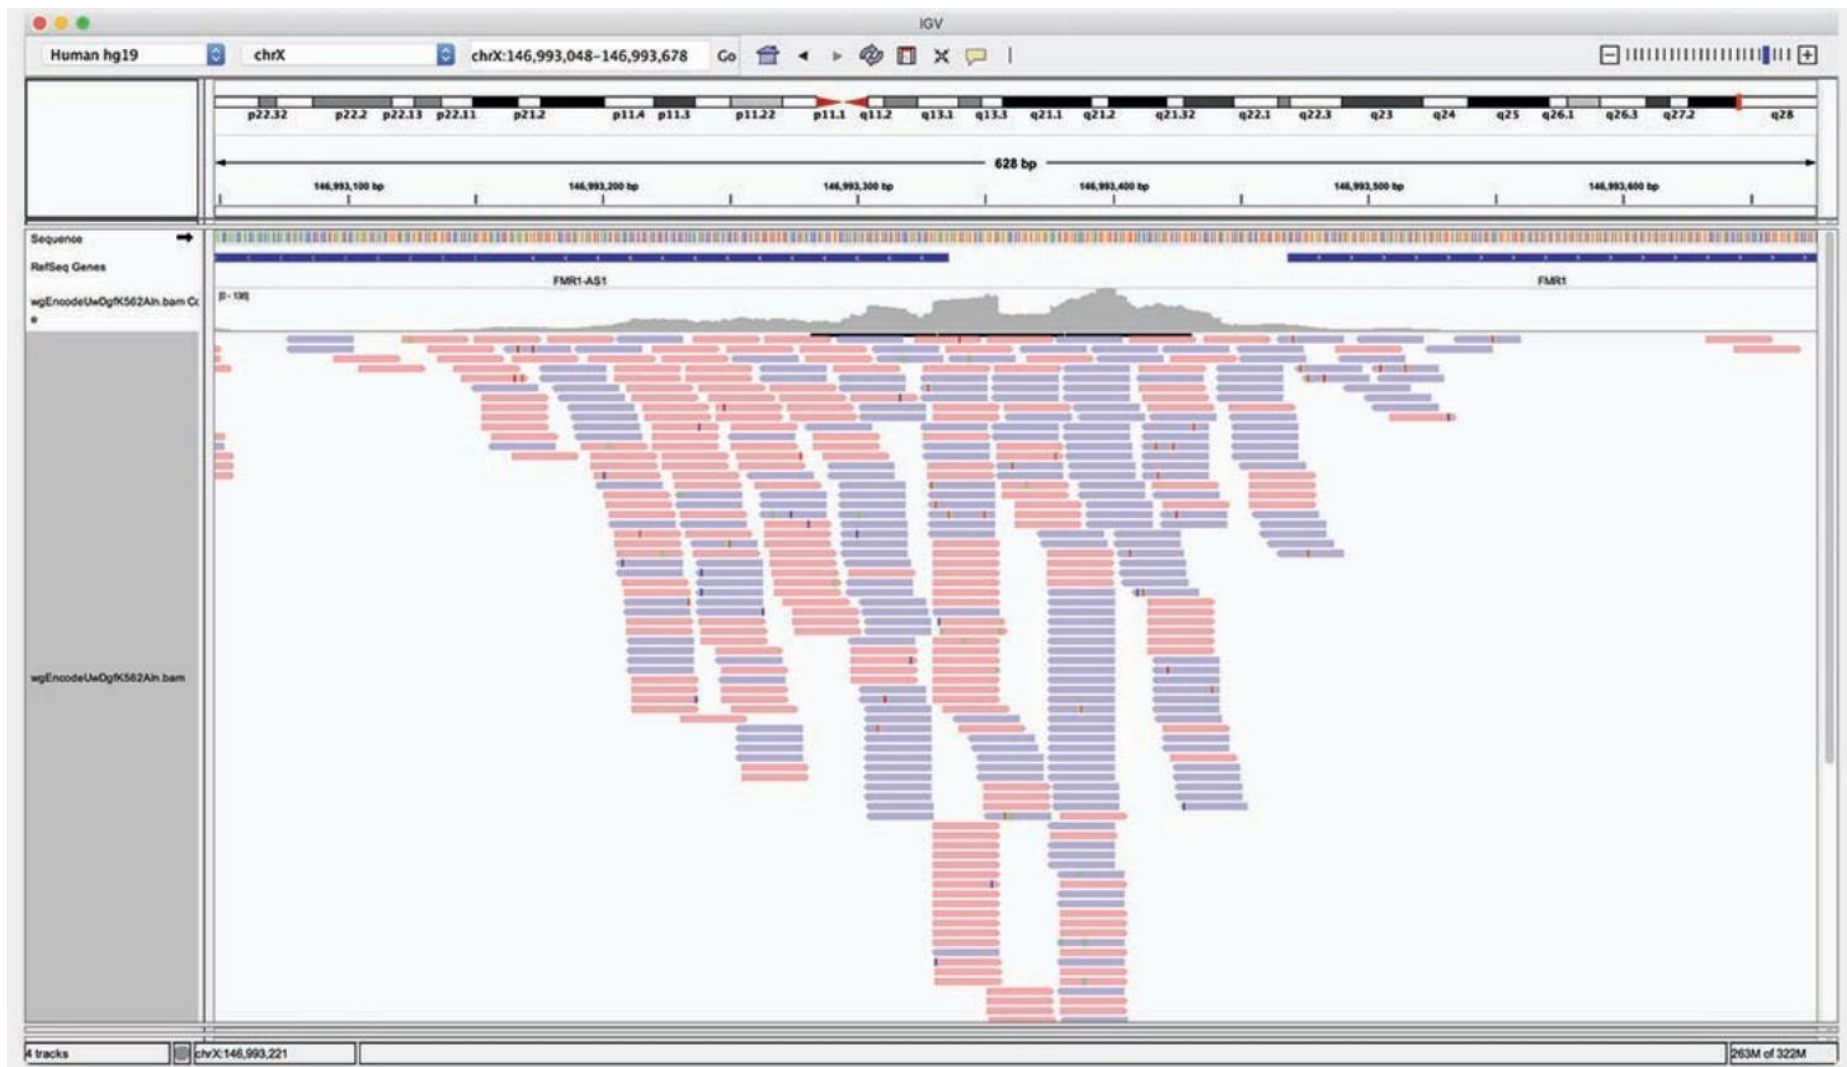 IGV
Human hg19 chrX chrX:146,993,048-146,993,678 Go
p22.32 p22.2 p22.13 p22.11 p21.2 p11.4 p11.3 p11.22 p11.1 q11.2 q13.1 q13.3 q21.1 q21.2 q21.32 q22.1 q22.3 q23 q24 q25 q26.1 q26.3 q27.2 q28
628 bp
146,993,100 bp 146,993,200 bp 146,993,300 bp 146,993,400 bp 146,993,500 bp 146,993,600 bp
Sequence
RefSeq Genes
FMR1-AS1 FMR1
wgEncodeUwDgfK562Aln.bam Co
e
wgEncodeUwDgfK562Aln.bam
4 tracks chrX:146,993,221 263M of 322M